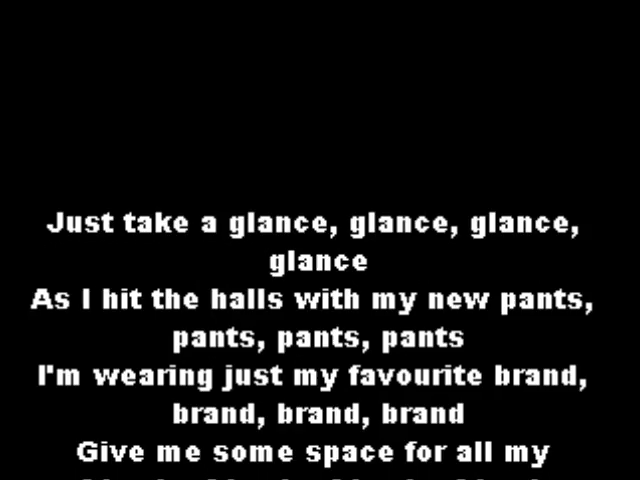 Just take a glance, glance, glance,
glance
As I hit the halls with my new pants,
pants, pants, pants
I'm wearing just my favourite brand,
brand, brand, brand
Give me some space for all my